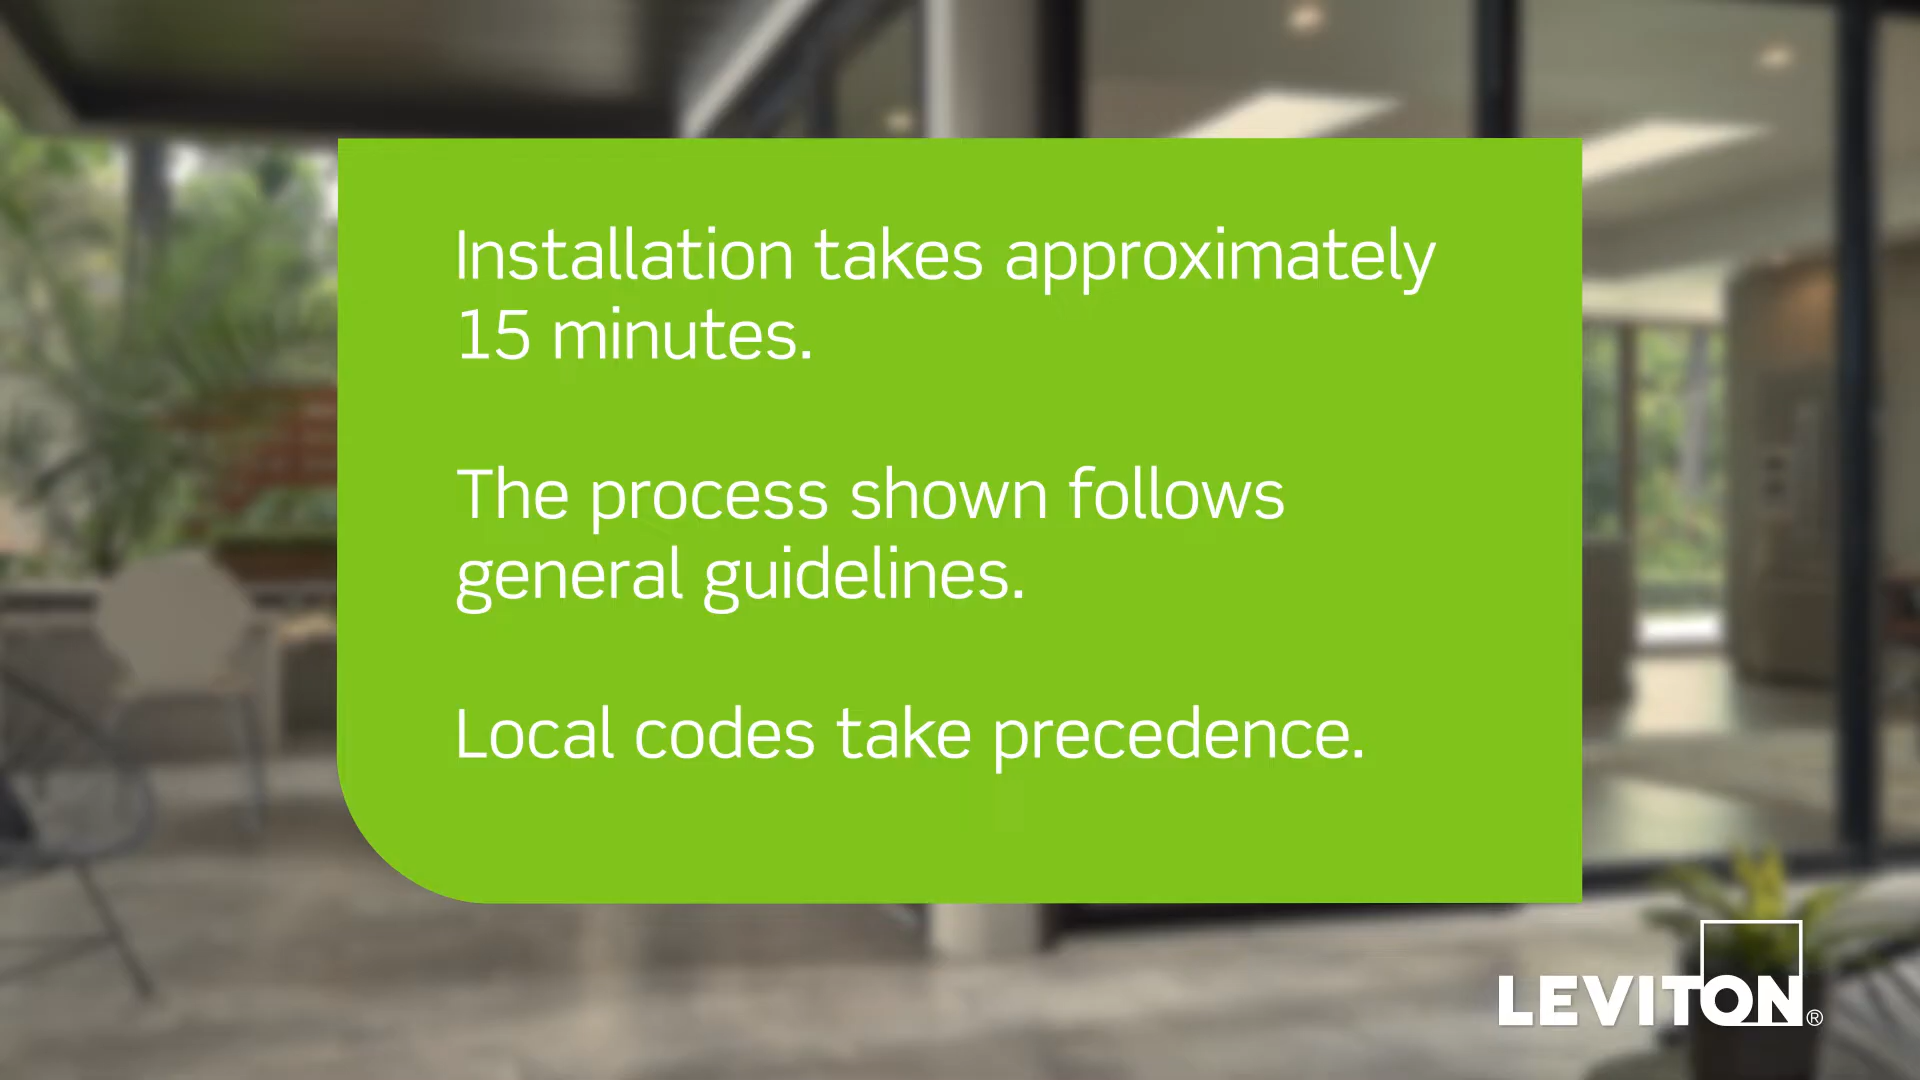 Installation takes approximately
15 minutes.
The process shown follows
general guidelines.
Local codes take precedence.
LEVITON®